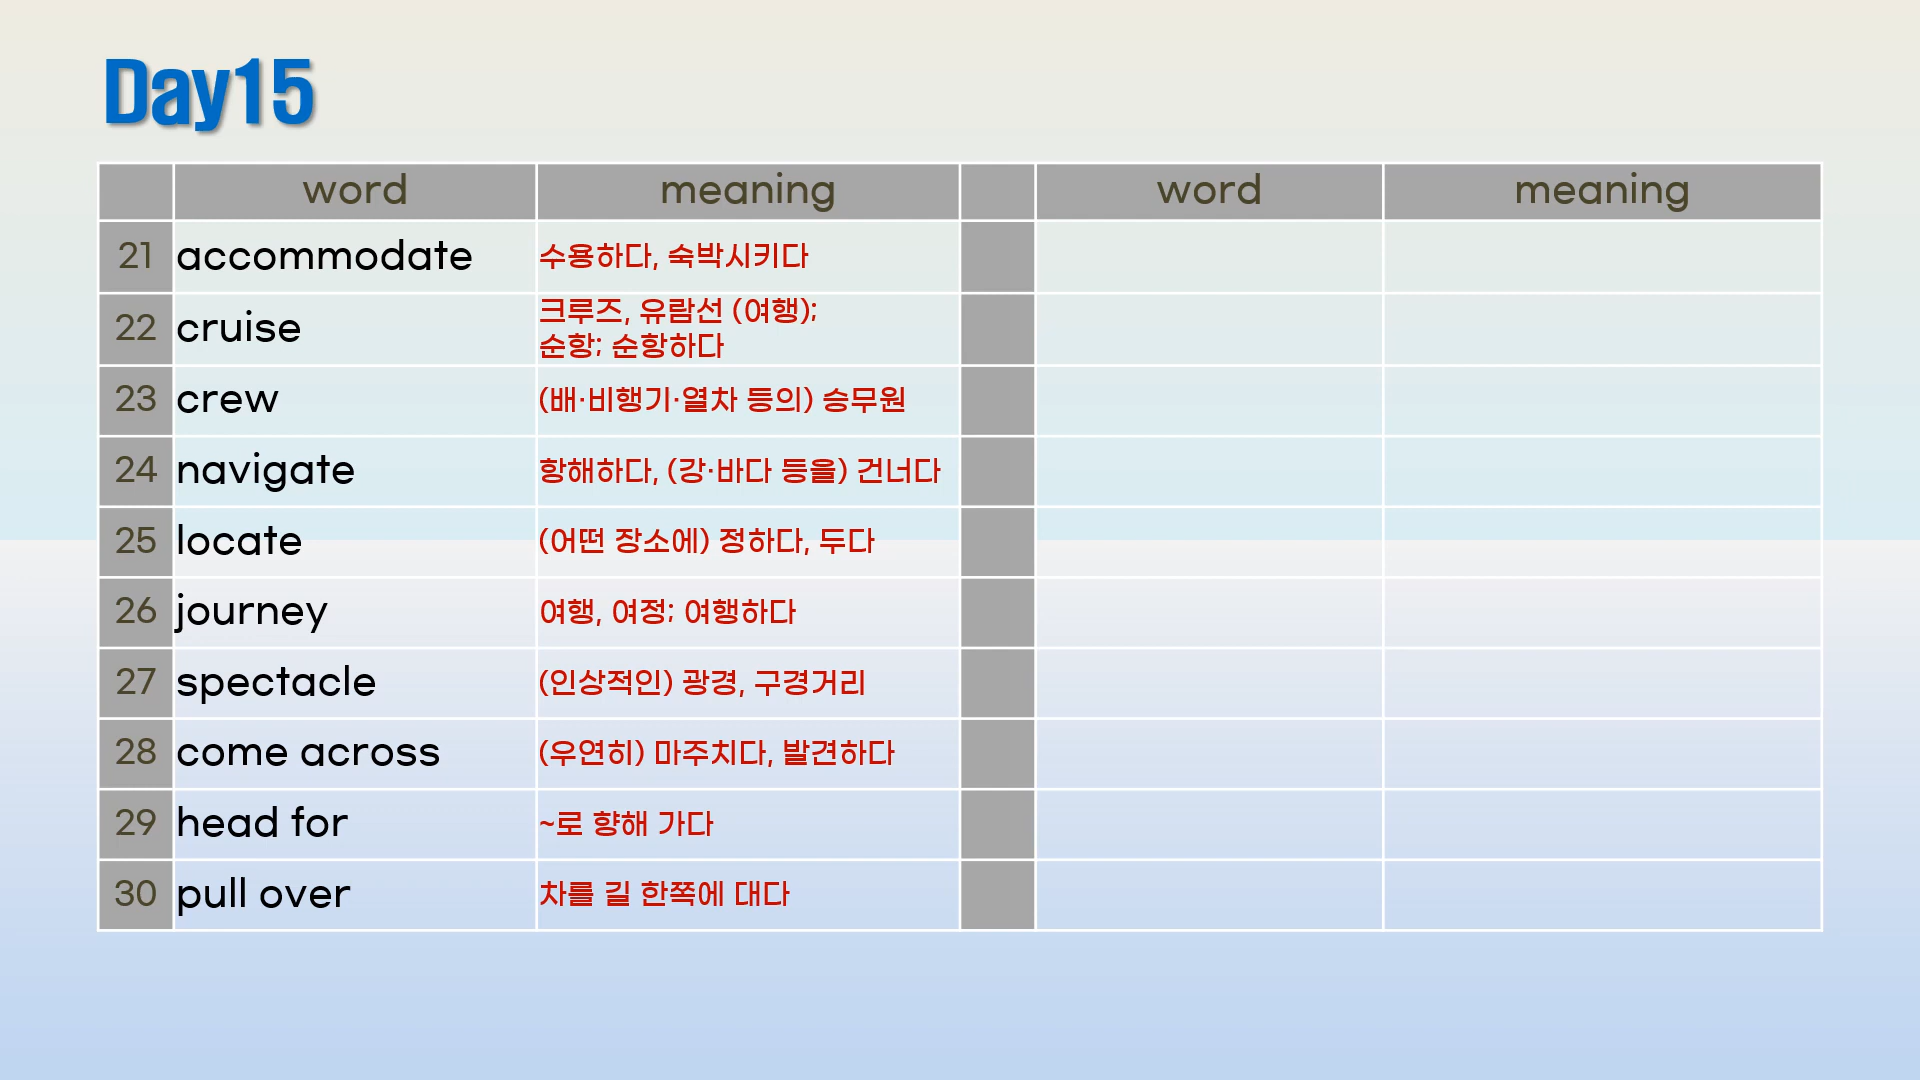 Day15
word meaning word meaning
21 accommodate 수용하다, 숙박시키다
22 cruise 크루즈, 유람선 (여행);
순항; 순항하다
23 crew (배·비행기·열차 등의) 승무원
24 navigate 항해하다, (강·바다 등을) 건너다
25 locate (어떤 장소에) 정하다, 두다
26 journey 여행, 여정; 여행하다
27 spectacle (인상적인) 광경, 구경거리
28 come across (우연히) 마주치다, 발견하다
29 head for ~로 향해 가다
30 pull over 차를 길 한쪽에 대다